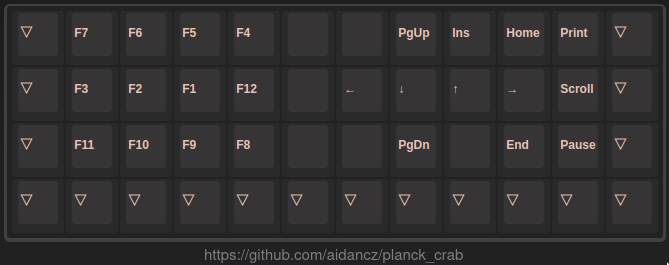 ▽ F7 F6 F5 F4 PgUp Ins Home Print ▽
▽ F3 F2 F1 F12 ← ↓ ↑ → Scroll ▽
▽ F11 F10 F9 F8 PgDn End Pause ▽
▽ ▽ ▽ ▽ ▽ ▽ ▽ ▽ ▽ ▽ ▽ ▽
https://github.com/aidancz/planck_crab